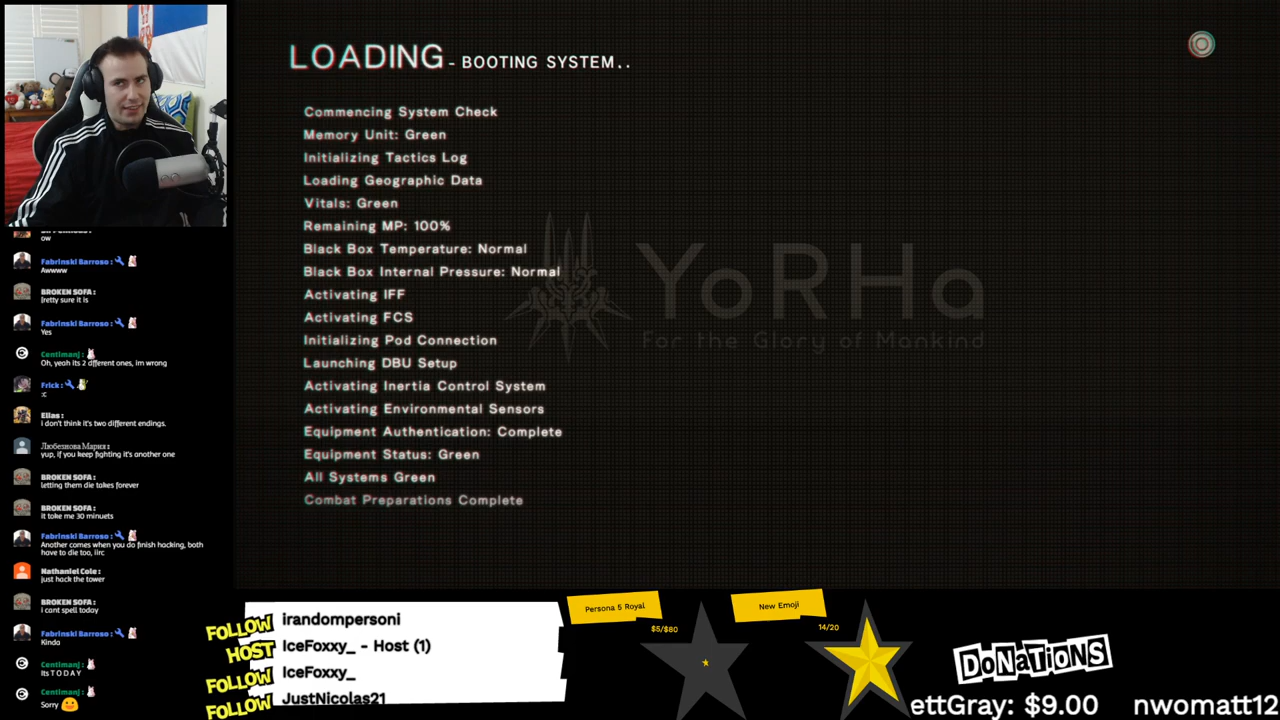 LOADING - BOOTING SYSTEM..
Commencing System Check
Memory Unit: Green
Initializing Tactics Log
Loading Geographic Data
Vitals: Green
Remaining MP: 100%
Black Box Temperature: Normal
Black Box Internal Pressure: Normal
Activating IFF
Activating FCS
Initializing Pod Connection
Launching DBU Setup
Activating Inertia Control System
Activating Environmental Sensors
Equipment Authentication: Complete
Equipment Status: Green
All Systems Green
Combat Preparations Complete
YoRHa
For the Glory of Mankind
ow
Fabrinski Barroso :
Awwww
BROKEN SOFA :
[retty sure it is
Fabrinski Barroso :
Yes
Centimanj :
Oh, yeah its 2 different ones, im wrong
Frick :
:c
Elias :
i don't think it's two different endings.
Любезнова Мария :
yup, if you keep fighting it's another one
BROKEN SOFA :
letting them die takes forever
BROKEN SOFA :
it toke me 30 minuets
Fabrinski Barroso :
Another comes when you do finish hacking, both
have to die too, iirc
Nathaniel Cole :
just hack the tower
BROKEN SOFA :
i cant spell today
Fabrinski Barroso :
Kinda
Centimanj :
Its T O D A Y
Centimanj :
Sorry
FOLLOW irandompersoni
HOST IceFoxxy_ - Host (1)
FOLLOW IceFoxxy_
FOLLOW JustNicolas21
Persona 5 Royal
$5/$80
New Emoji
14/20
DoNATiONS
ettGray: $9.00 nwomatt12